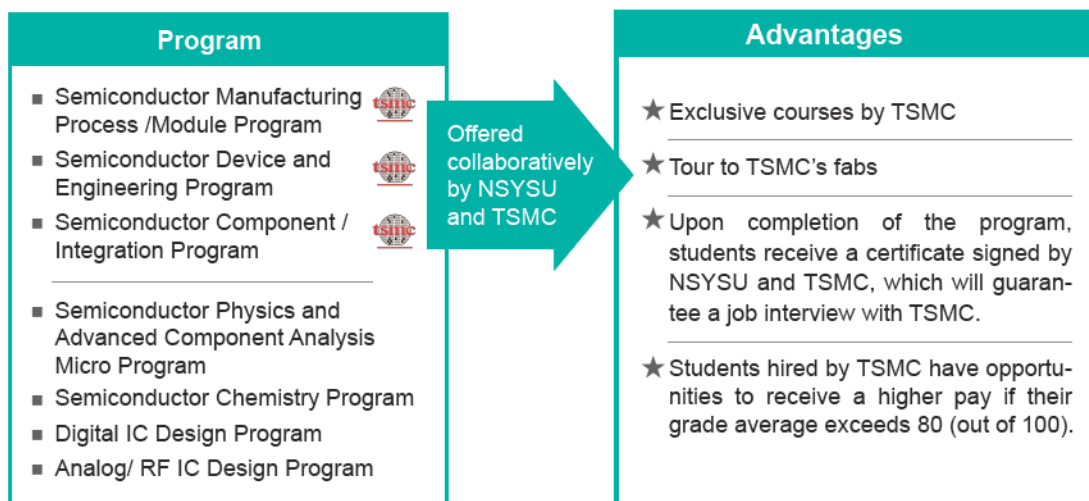 Program
Semiconductor Manufacturing
Process /Module Program
tsmc
Semiconductor Device and
Engineering Program
tsmc
Semiconductor Component /
Integration Program
tsmc
Semiconductor Physics and
Advanced Component Analysis
Micro Program
Semiconductor Chemistry Program
Digital IC Design Program
Analog/ RF IC Design Program
Offered
collaboratively
by NSYSU
and TSMC
Advantages
Exclusive courses by TSMC
Tour to TSMC's fabs
Upon completion of the program,
students receive a certificate signed by
NSYSU and TSMC, which will guaran-
tee a job interview with TSMC.
Students hired by TSMC have opportu-
nities to receive a higher pay if their
grade average exceeds 80 (out of 100).